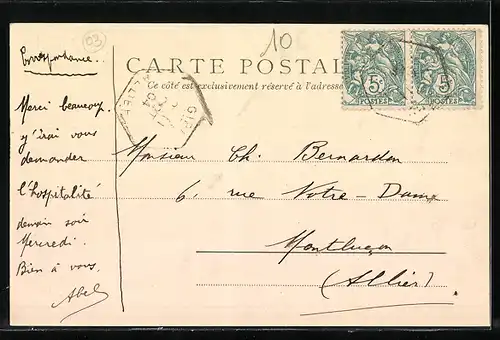 03
10
Correspondance..
CARTE POSTALE
Ce côté est exclusivement réservé à l'adresse
5c 5c
POSTES POSTES
Merci beaucoup.
y'irai vous
demander
l'hospitalité
demain soir
Mercredi.
Bien à vous.
Abel
Monsieur Ch. Bernardon
6, rue Notre-Dame
Montluçon
(Allier)